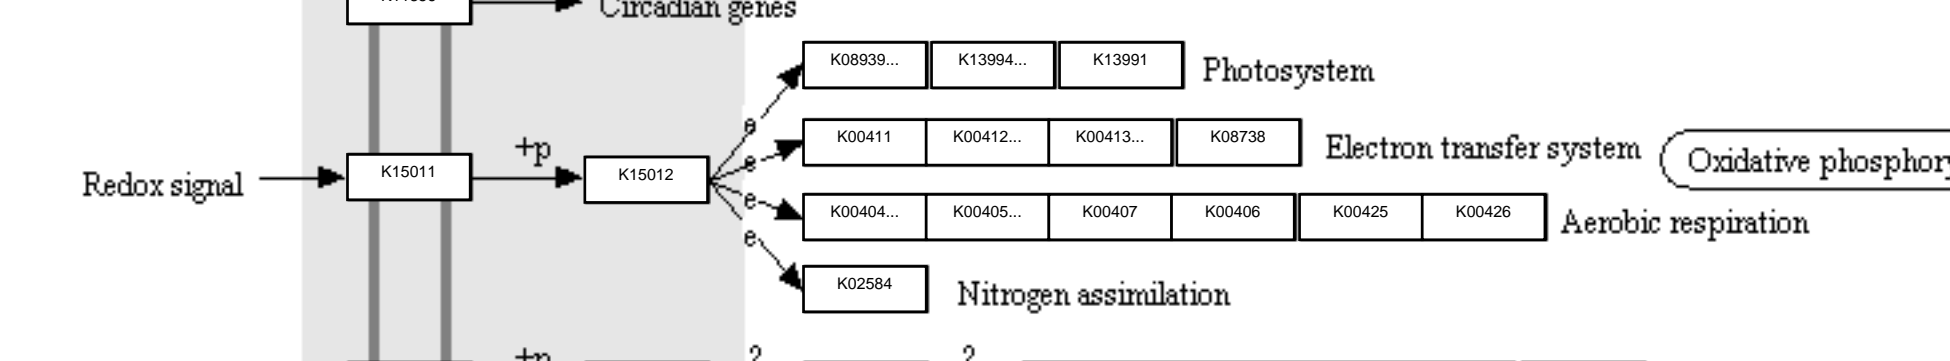 Circadian genes
K08939... K13994... K13991 Photosystem
e
+p K00411 K00412... K00413... K08738 Electron transfer system
e
Redox signal K15011 K15012 Oxidative phosphory
e
K00404... K00405... K00407 K00406 K00425 K00426 Aerobic respiration
e
K02584 Nitrogen assimilation
+p ? ?